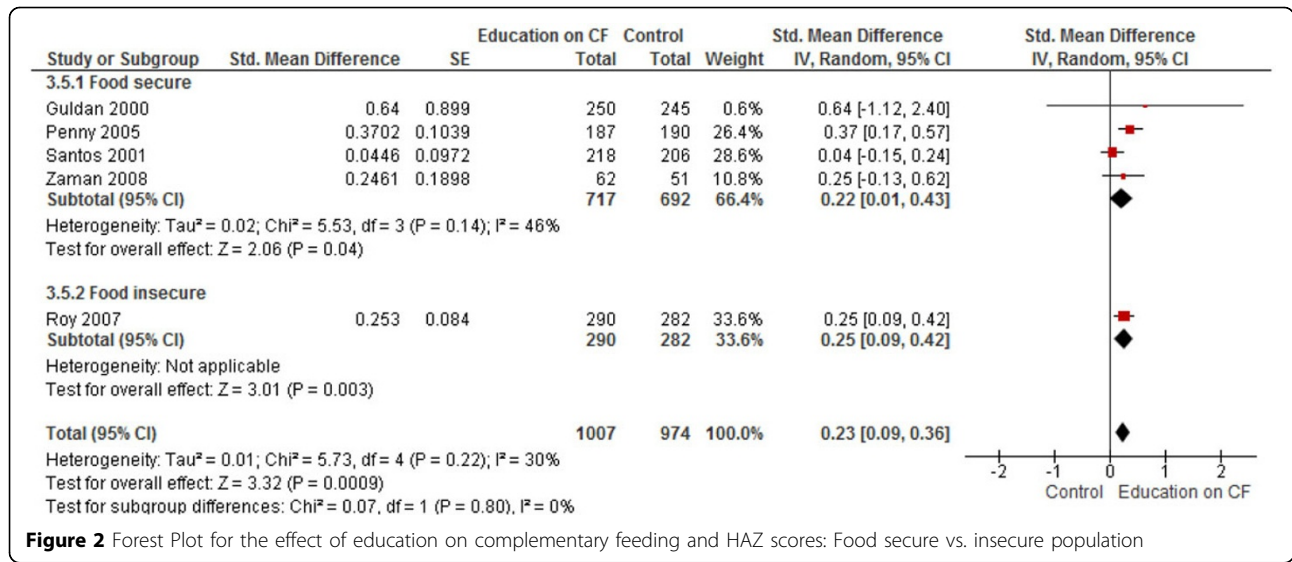 Education on CF Control Std. Mean Difference Std. Mean Difference
Study or Subgroup Std. Mean Difference SE Total Total Weight IV, Random, 95% CI IV, Random, 95% CI
3.5.1 Food secure
Guldan 2000 0.64 0.899 250 245 0.6% 0.64 [-1.12, 2.40]
Penny 2005 0.3702 0.1039 187 190 26.4% 0.37 [0.17, 0.57]
Santos 2001 0.0446 0.0972 218 206 28.6% 0.04 [-0.15, 0.24]
Zaman 2008 0.2461 0.1898 62 51 10.8% 0.25 [-0.13, 0.62]
Subtotal (95% CI) 717 692 66.4% 0.22 [0.01, 0.43]
Heterogeneity: Tau² = 0.02; Chi² = 5.53, df = 3 (P = 0.14); I² = 46%
Test for overall effect: Z = 2.06 (P = 0.04)
3.5.2 Food insecure
Roy 2007 0.253 0.084 290 282 33.6% 0.25 [0.09, 0.42]
Subtotal (95% CI) 290 282 33.6% 0.25 [0.09, 0.42]
Heterogeneity: Not applicable
Test for overall effect: Z = 3.01 (P = 0.003)
Total (95% CI) 1007 974 100.0% 0.23 [0.09, 0.36]
Heterogeneity: Tau² = 0.01; Chi² = 5.73, df = 4 (P = 0.22); I² = 30%
Test for overall effect: Z = 3.32 (P = 0.0009)
Test for subgroup differences: Chi² = 0.07, df = 1 (P = 0.80), I² = 0%
-2 -1 0 1 2
Control Education on CF
Figure 2 Forest Plot for the effect of education on complementary feeding and HAZ scores: Food secure vs. insecure population